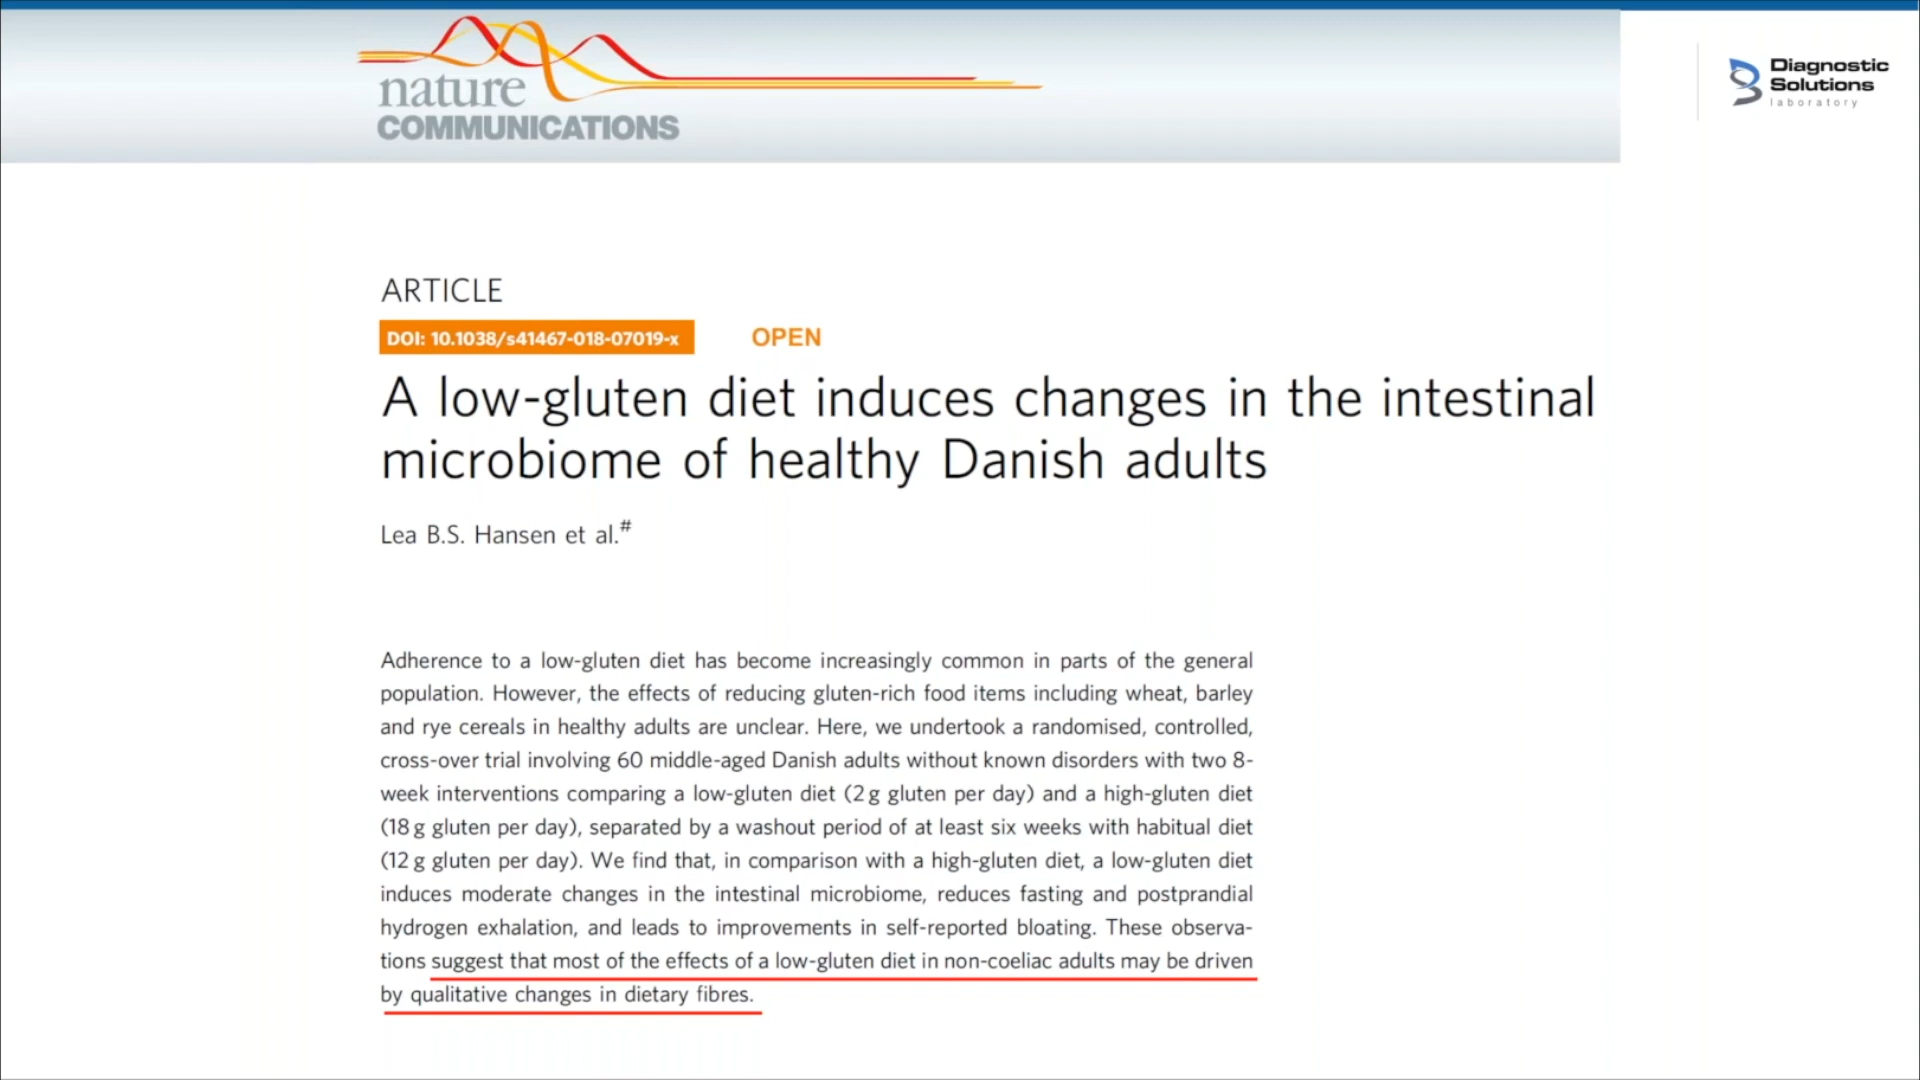 nature
COMMUNICATIONS
Diagnostic
Solutions
laboratory
ARTICLE
DOI: 10.1038/s41467-018-07019-x OPEN
A low-gluten diet induces changes in the intestinal
microbiome of healthy Danish adults
Lea B.S. Hansen et al.#
Adherence to a low-gluten diet has become increasingly common in parts of the general
population. However, the effects of reducing gluten-rich food items including wheat, barley
and rye cereals in healthy adults are unclear. Here, we undertook a randomised, controlled,
cross-over trial involving 60 middle-aged Danish adults without known disorders with two 8-
week interventions comparing a low-gluten diet (2 g gluten per day) and a high-gluten diet
(18 g gluten per day), separated by a washout period of at least six weeks with habitual diet
(12 g gluten per day). We find that, in comparison with a high-gluten diet, a low-gluten diet
induces moderate changes in the intestinal microbiome, reduces fasting and postprandial
hydrogen exhalation, and leads to improvements in self-reported bloating. These observa-
tions suggest that most of the effects of a low-gluten diet in non-coeliac adults may be driven
by qualitative changes in dietary fibres.